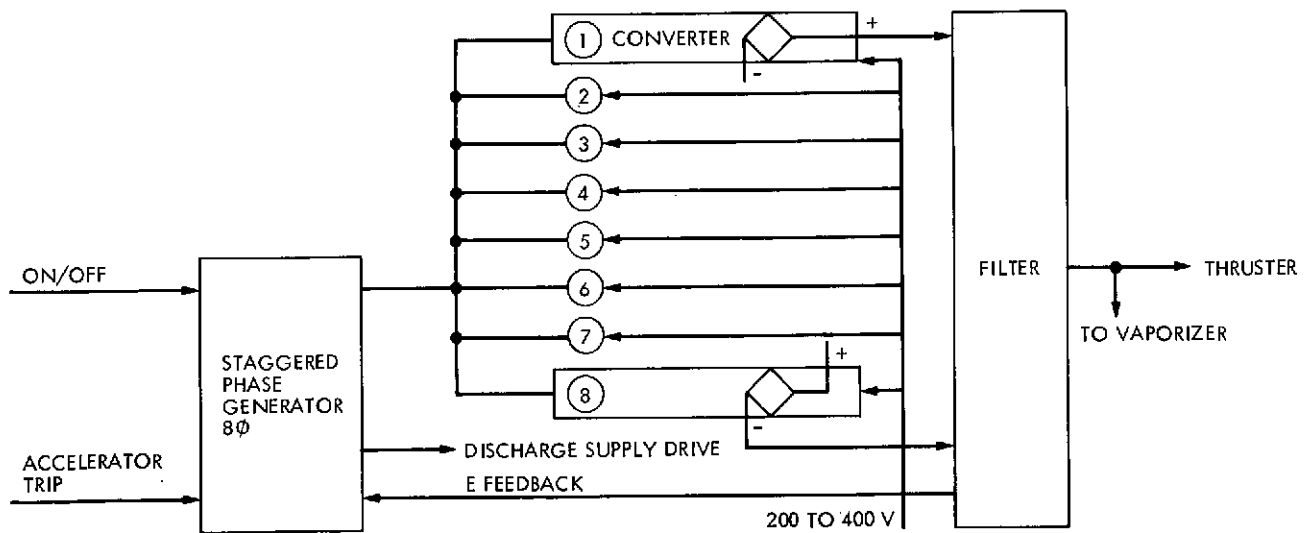 1 CONVERTER
+
-
2
3
4
5
6
7
+
8
-
ON/OFF
STAGGERED
PHASE
GENERATOR
8ϕ
ACCELERATOR
TRIP
DISCHARGE SUPPLY DRIVE
E FEEDBACK
200 TO 400 V
FILTER
THRUSTER
TO VAPORIZER